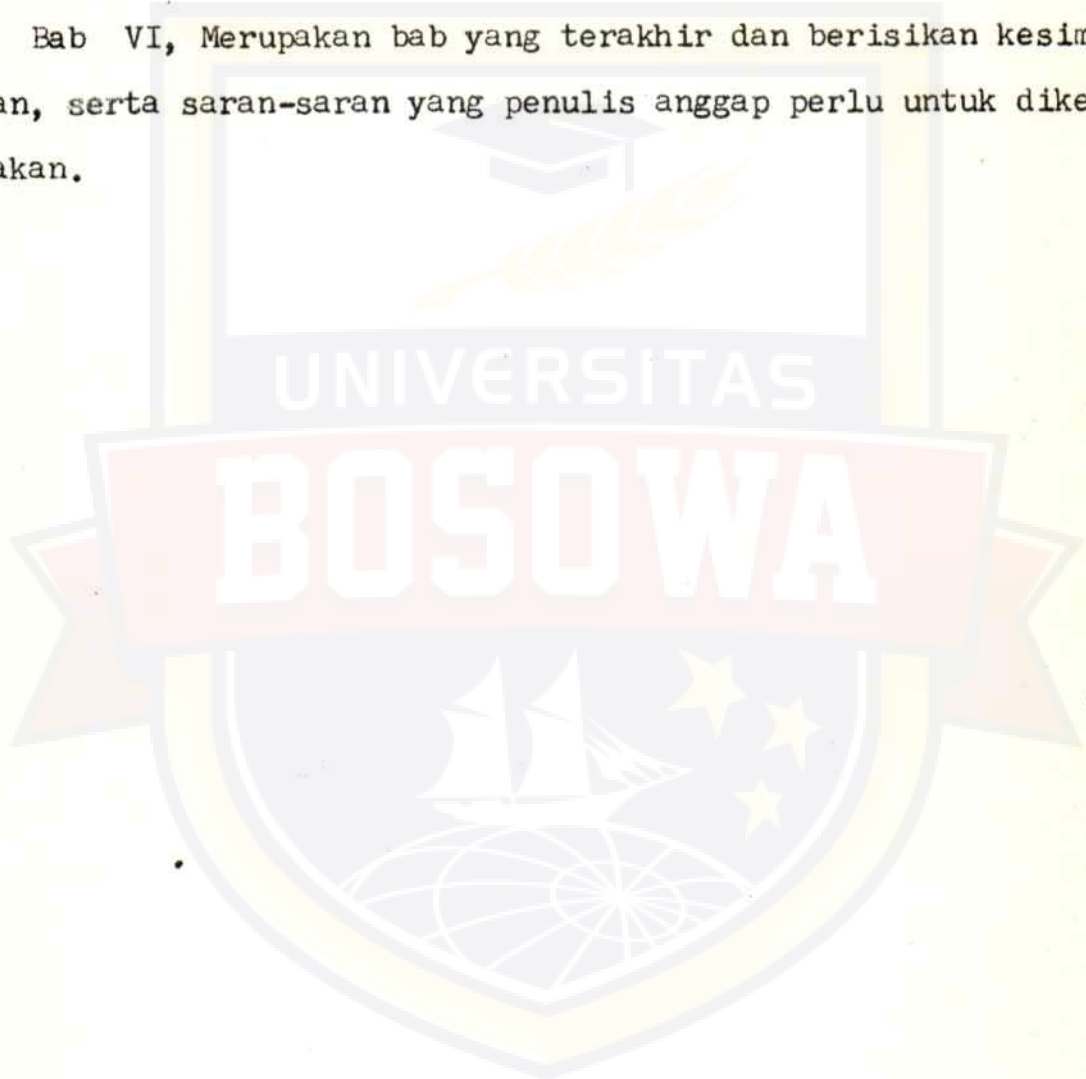 Bab VI, Merupakan bab yang terakhir dan berisikan kesim
an, serta saran-saran yang penulis anggap perlu untuk dike
akan.
UNIVERSITAS
BOSOWA